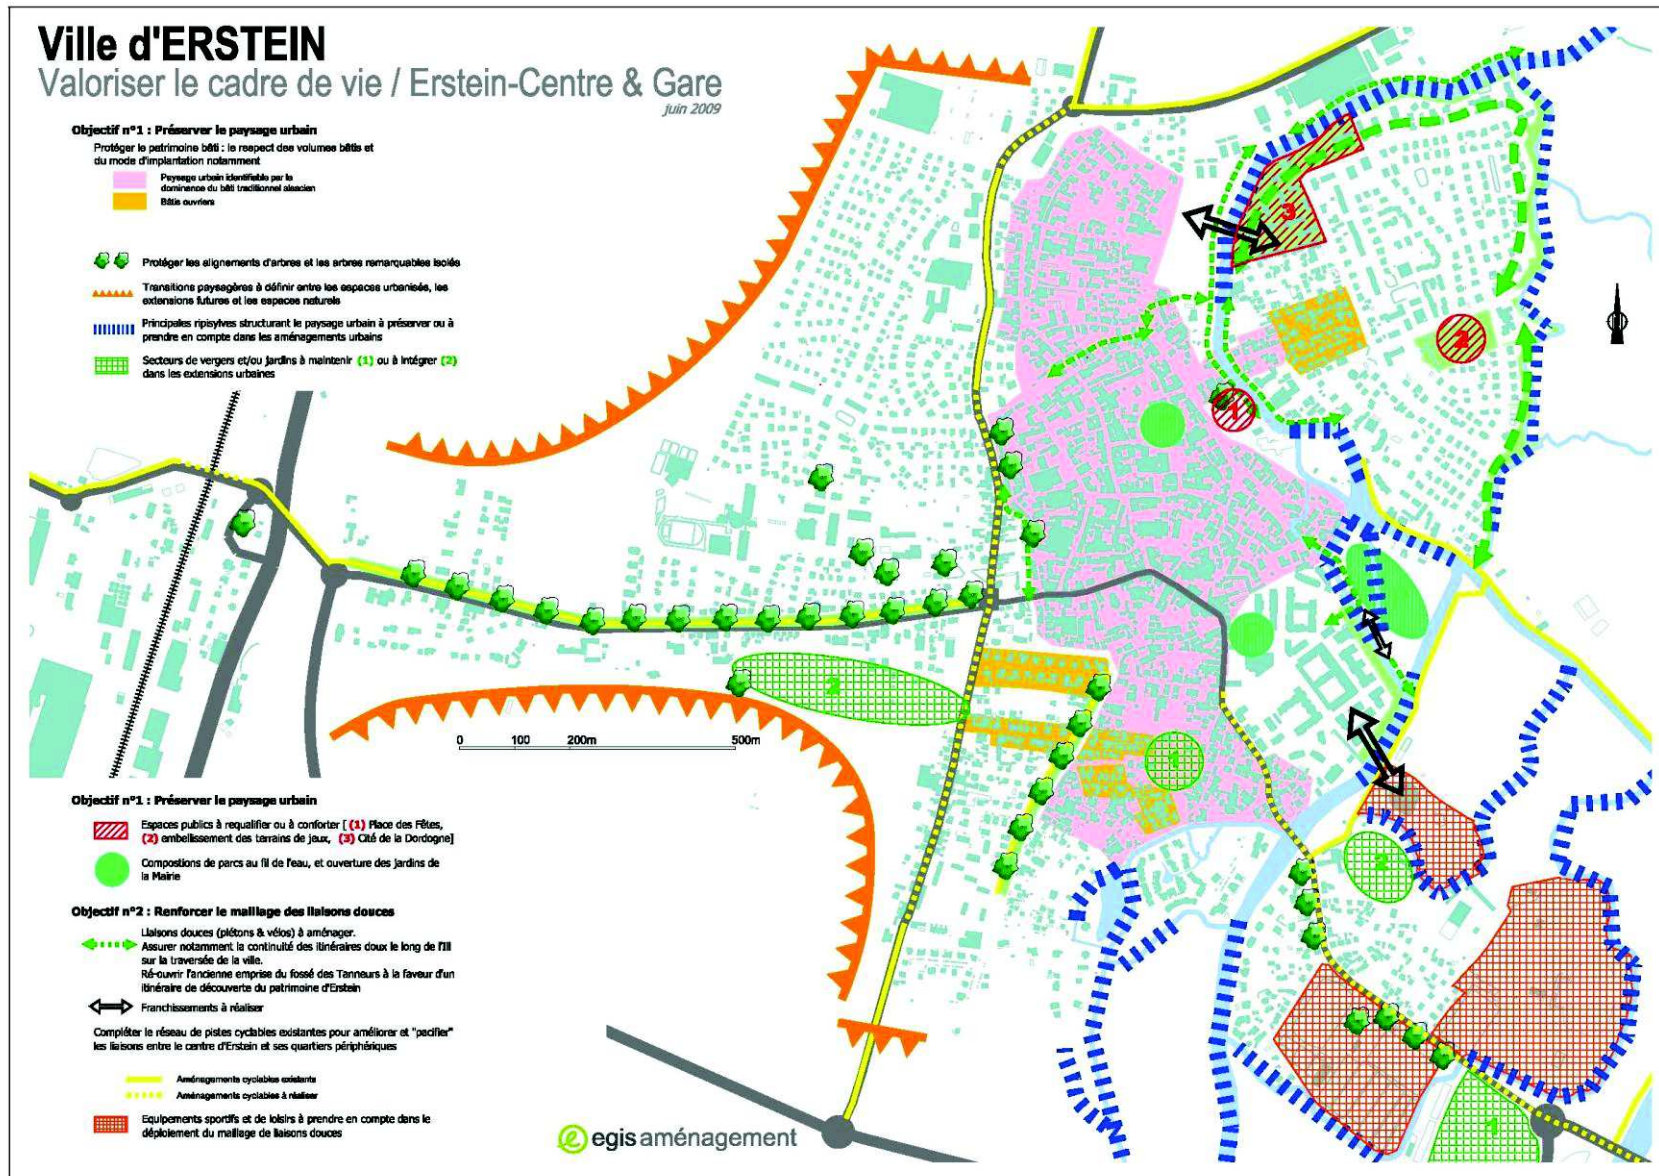 Ville d'ERSTEIN
Valoriser le cadre de vie / Erstein-Centre & Gare
juin 2009
Objectif n°1 : Préserver le paysage urbain
Protéger le patrimoine bâti : le respect des volumes bâtis et
du mode d'implantation notamment
Paysage urbain identifiable par la
dominance du bâti traditionnel alsacien
Bâtis ouvriers
Protéger les alignements d'arbres et les arbres remarquables isolés
Transitions paysagères à définir entre les espaces urbanisés, les
extensions futures et les espaces naturels
Principales ripisylves structurant le paysage urbain à préserver ou à
prendre en compte dans les aménagements urbains
Secteurs de vergers et/ou jardins à maintenir (1) ou à intégrer (2)
dans les extensions urbaines
3
2
1
2
0 100 200m 500m
1
2
1
Objectif n°1 : Préserver le paysage urbain
Espaces publics à requalifier ou à conforter [ (1) Place des Fêtes,
(2) embellissement des terrains de jeux, (3) Cité de la Dordogne]
Compostions de parcs au fil de l'eau, et ouverture des jardins de
la Mairie
Objectif n°2 : Renforcer le maillage des liaisons douces
Liaisons douces (piétons & vélos) à aménager.
Assurer notamment la continuité des itinéraires doux le long de l'Ill
sur la traversée de la ville.
Ré-ouvrir l'ancienne emprise du fossé des Tanneurs à la faveur d'un
itinéraire de découverte du patrimoine d'Erstein
Franchissements à réaliser
Compléter le réseau de pistes cyclables existantes pour améliorer et "pacifier"
les liaisons entre le centre d'Erstein et ses quartiers périphériques
Aménagements cyclables existants
Aménagements cyclables à réaliser
Equipements sportifs et de loisirs à prendre en compte dans le
déploiement du maillage de liaisons douces
egis aménagement